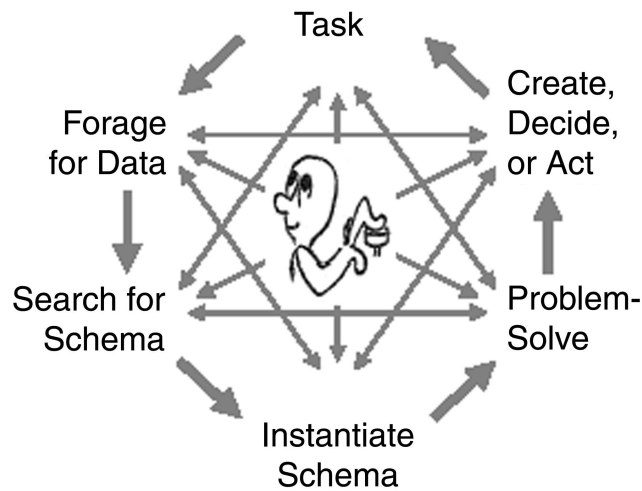 Task
Create,
Decide,
or Act
Forage
for Data
Search for
Schema
Problem-
Solve
Instantiate
Schema